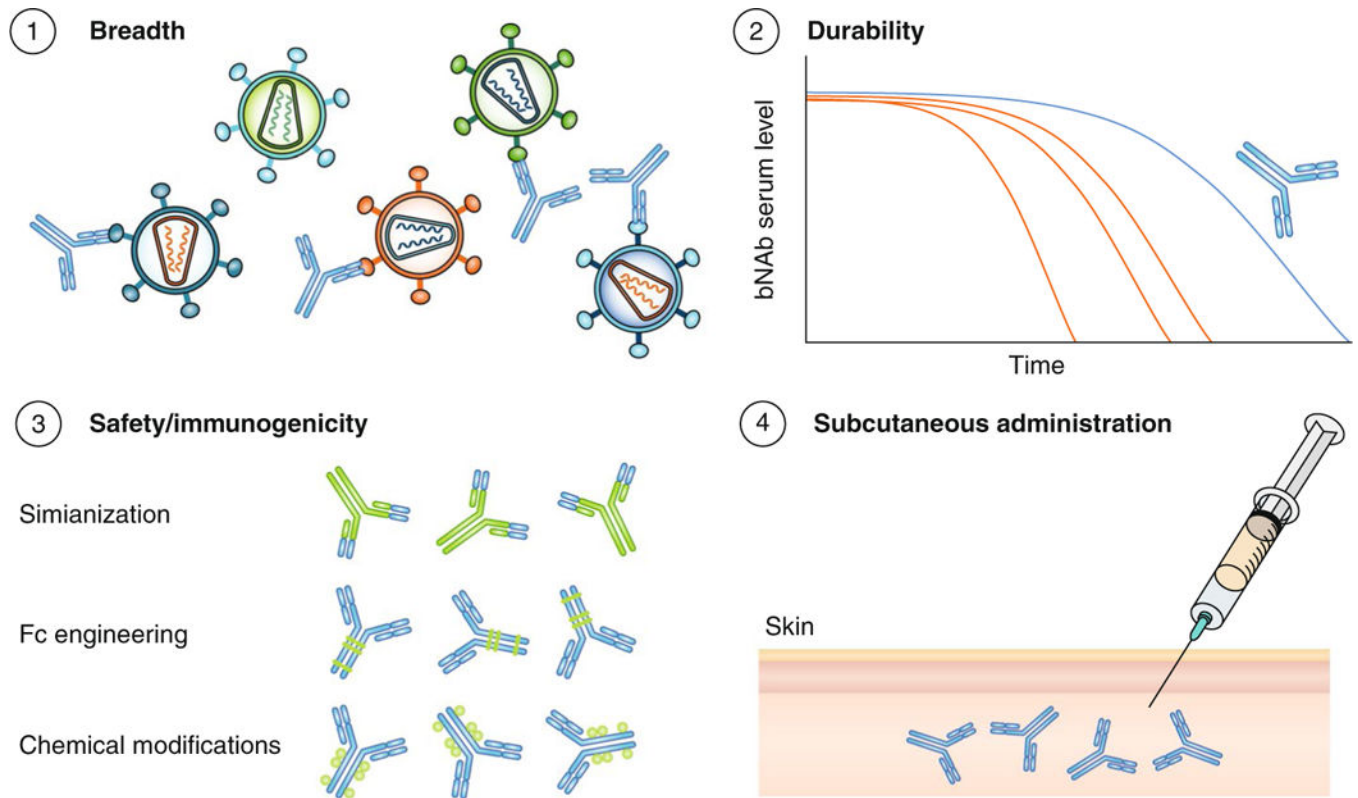 1 Breadth
2 Durability
bNAb serum level
Time
3 Safety/immunogenicity
Simianization
Fc engineering
Chemical modifications
4 Subcutaneous administration
Skin